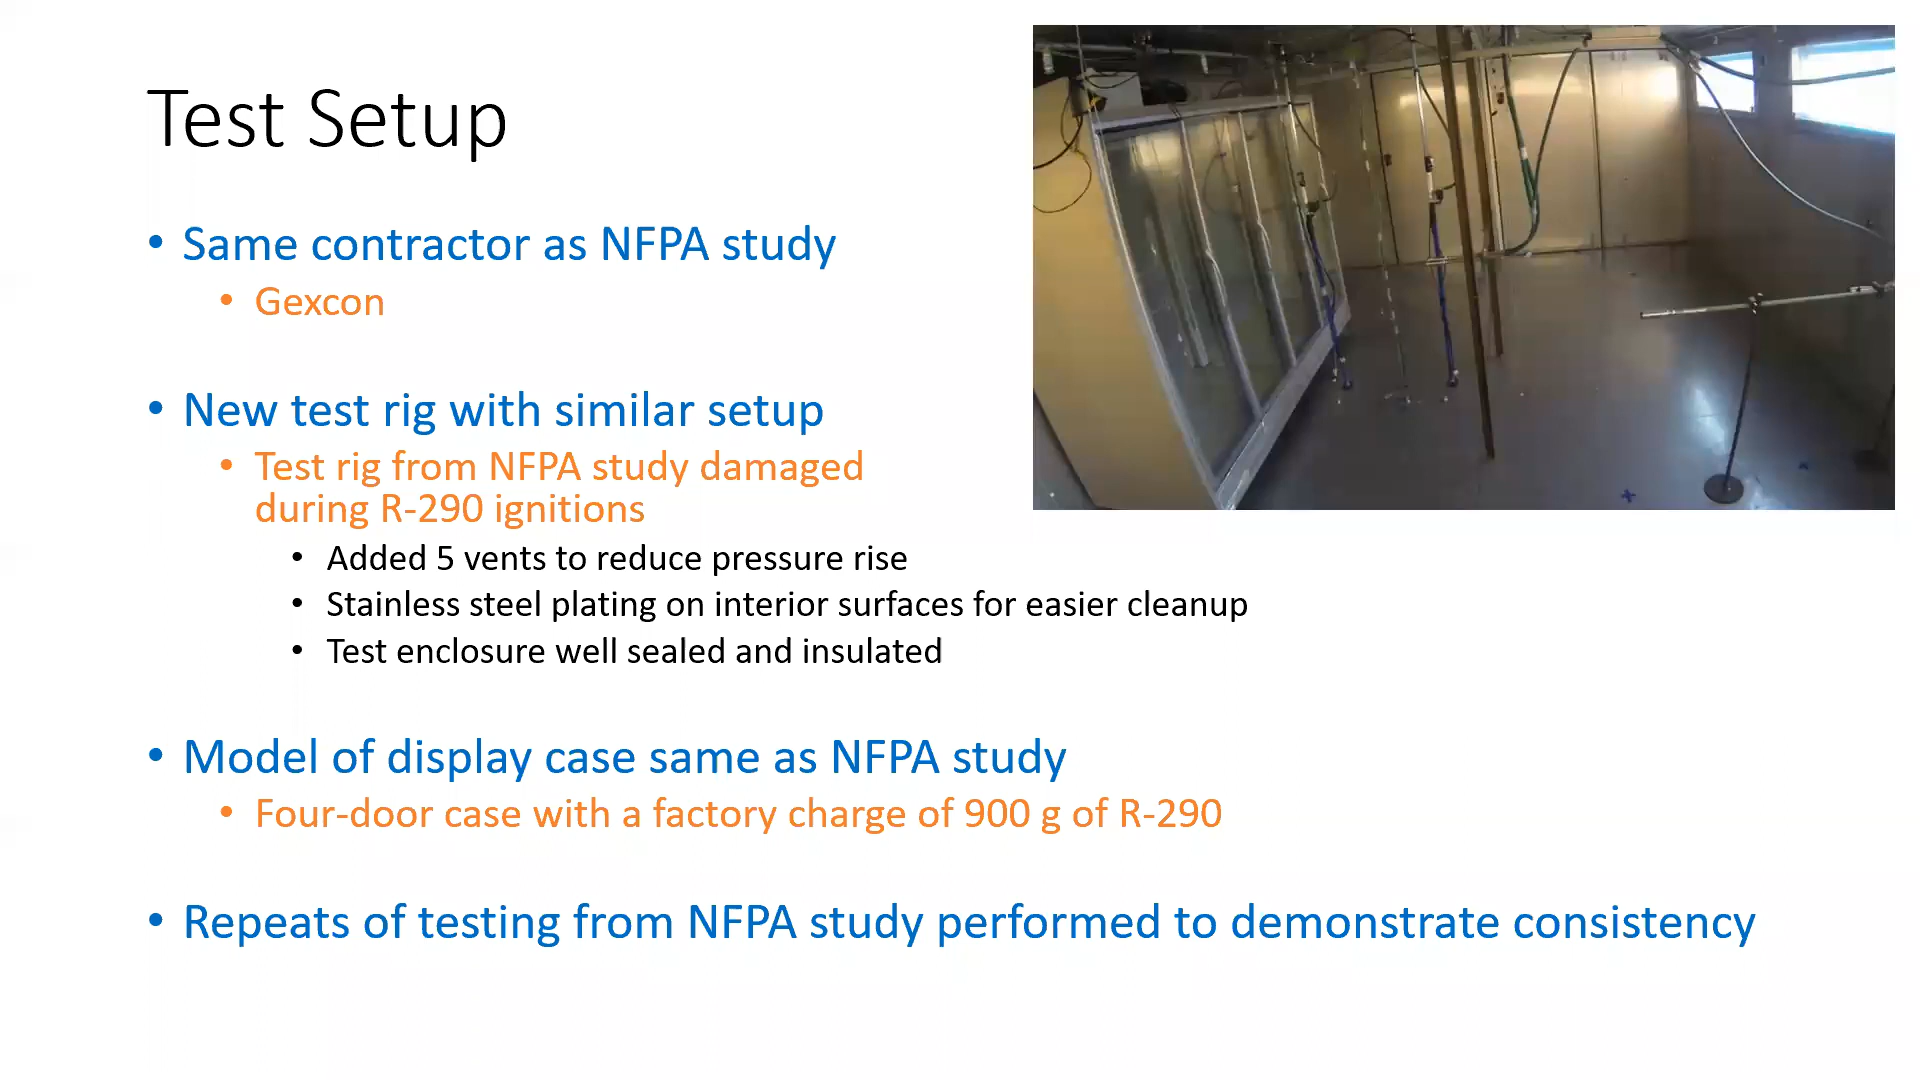 Test Setup
• Same contractor as NFPA study
• Gexcon
• New test rig with similar setup
• Test rig from NFPA study damaged
during R-290 ignitions
• Added 5 vents to reduce pressure rise
• Stainless steel plating on interior surfaces for easier cleanup
• Test enclosure well sealed and insulated
• Model of display case same as NFPA study
• Four-door case with a factory charge of 900 g of R-290
• Repeats of testing from NFPA study performed to demonstrate consistency